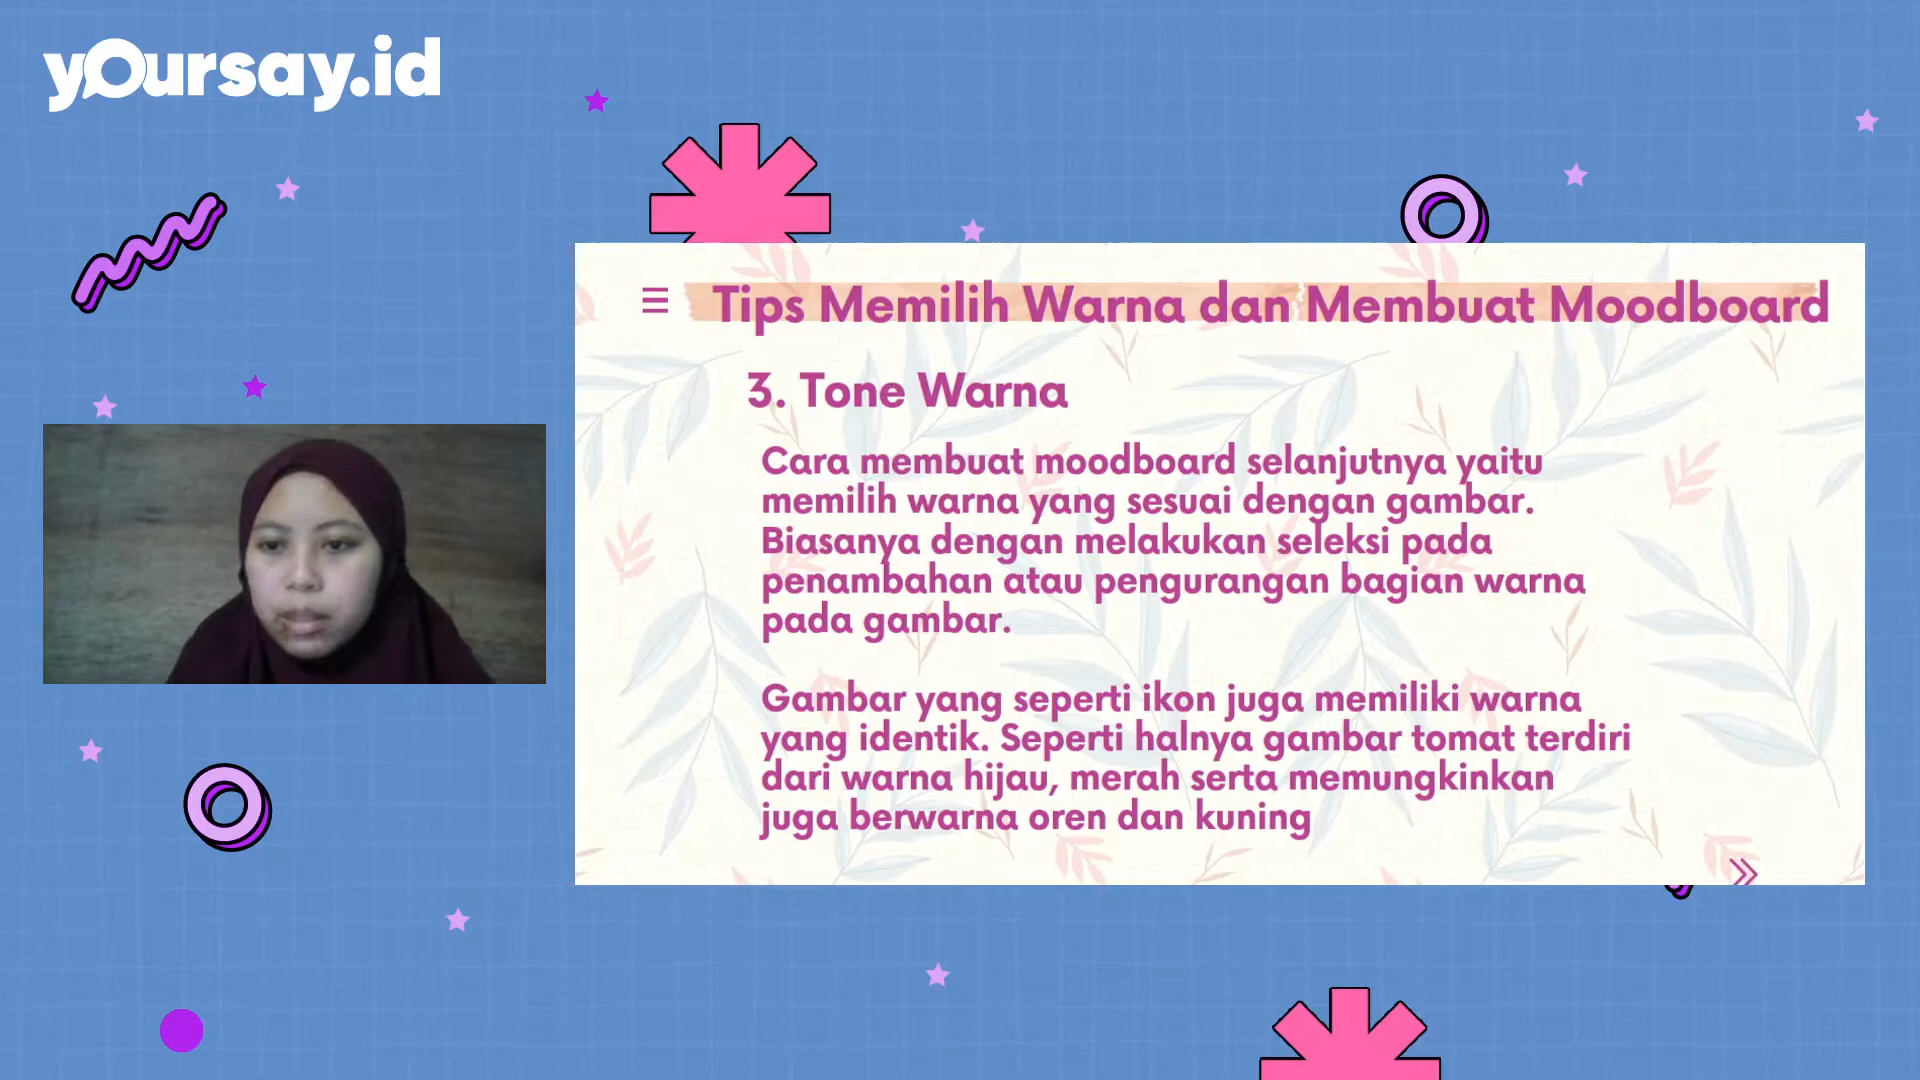 yoursay.id
Tips Memilih Warna dan Membuat Moodboard
3. Tone Warna
Cara membuat moodboard selanjutnya yaitu
memilih warna yang sesuai dengan gambar.
Biasanya dengan melakukan seleksi pada
penambahan atau pengurangan bagian warna
pada gambar.
Gambar yang seperti ikon juga memiliki warna
yang identik. Seperti halnya gambar tomat terdiri
dari warna hijau, merah serta memungkinkan
juga berwarna oren dan kuning